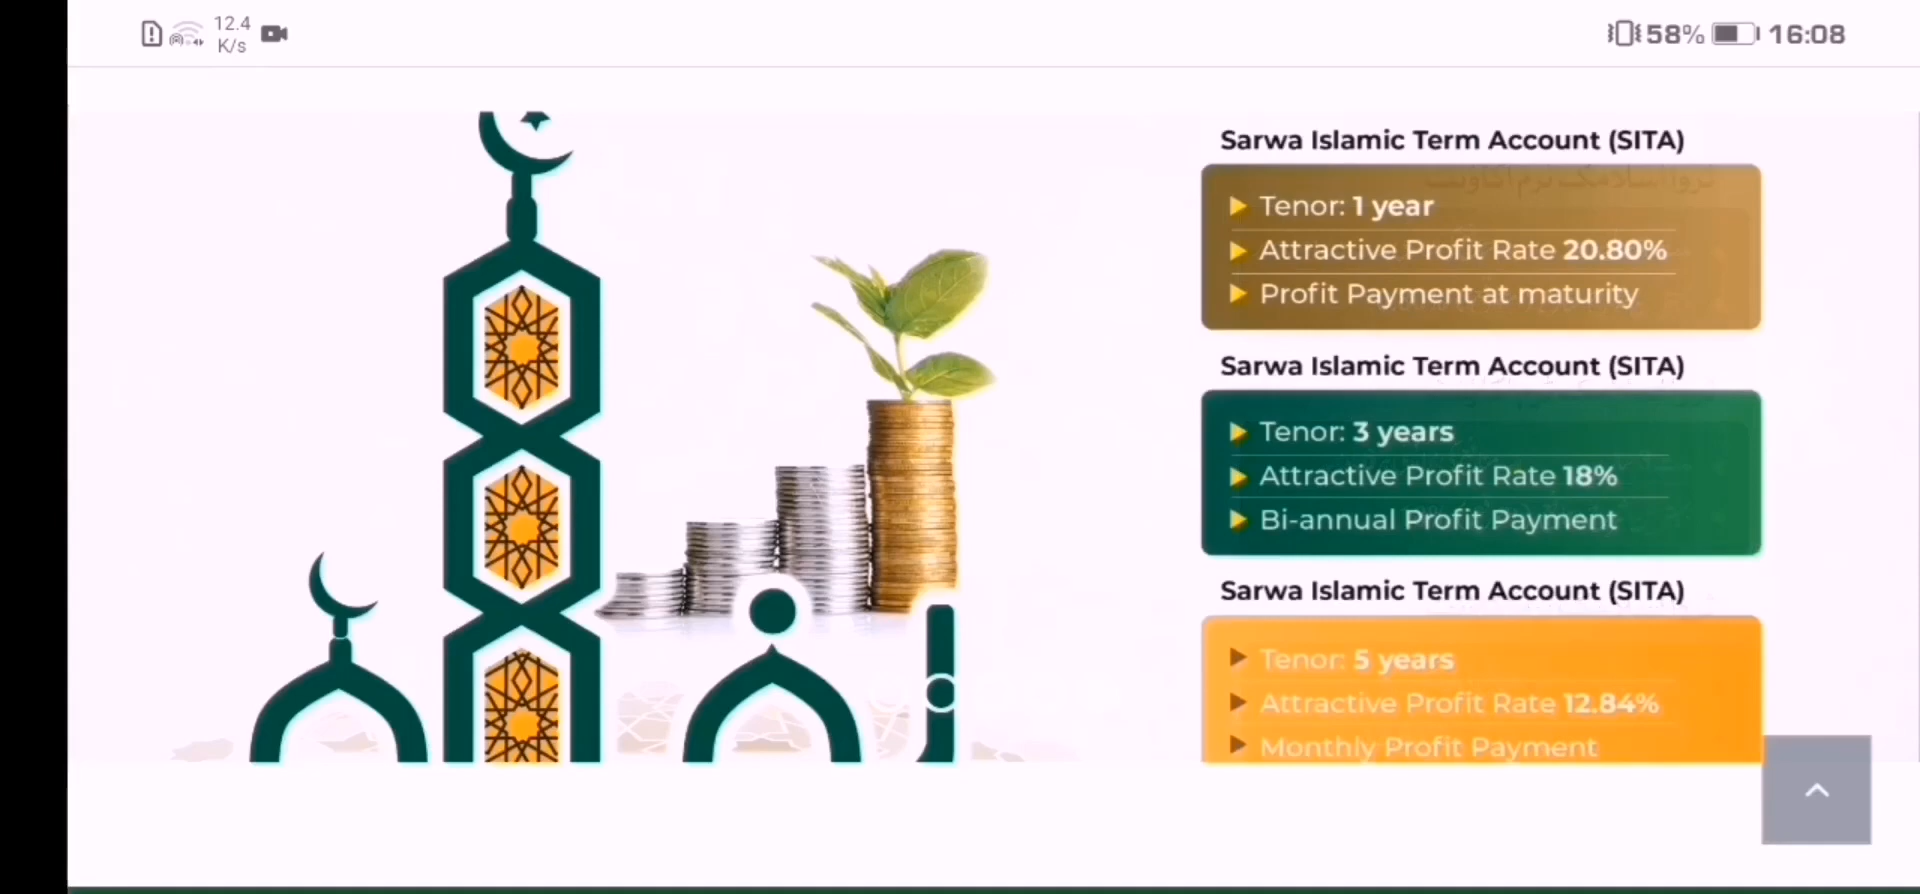 12.4
K/s
58%
16:08
Sarwa Islamic Term Account (SITA)
Tenor: 1 year
Attractive Profit Rate 20.80%
Profit Payment at maturity
Sarwa Islamic Term Account (SITA)
Tenor: 3 years
Attractive Profit Rate 18%
Bi-annual Profit Payment
Sarwa Islamic Term Account (SITA)
Tenor: 5 years
Attractive Profit Rate 12.84%
Monthly Profit Payment